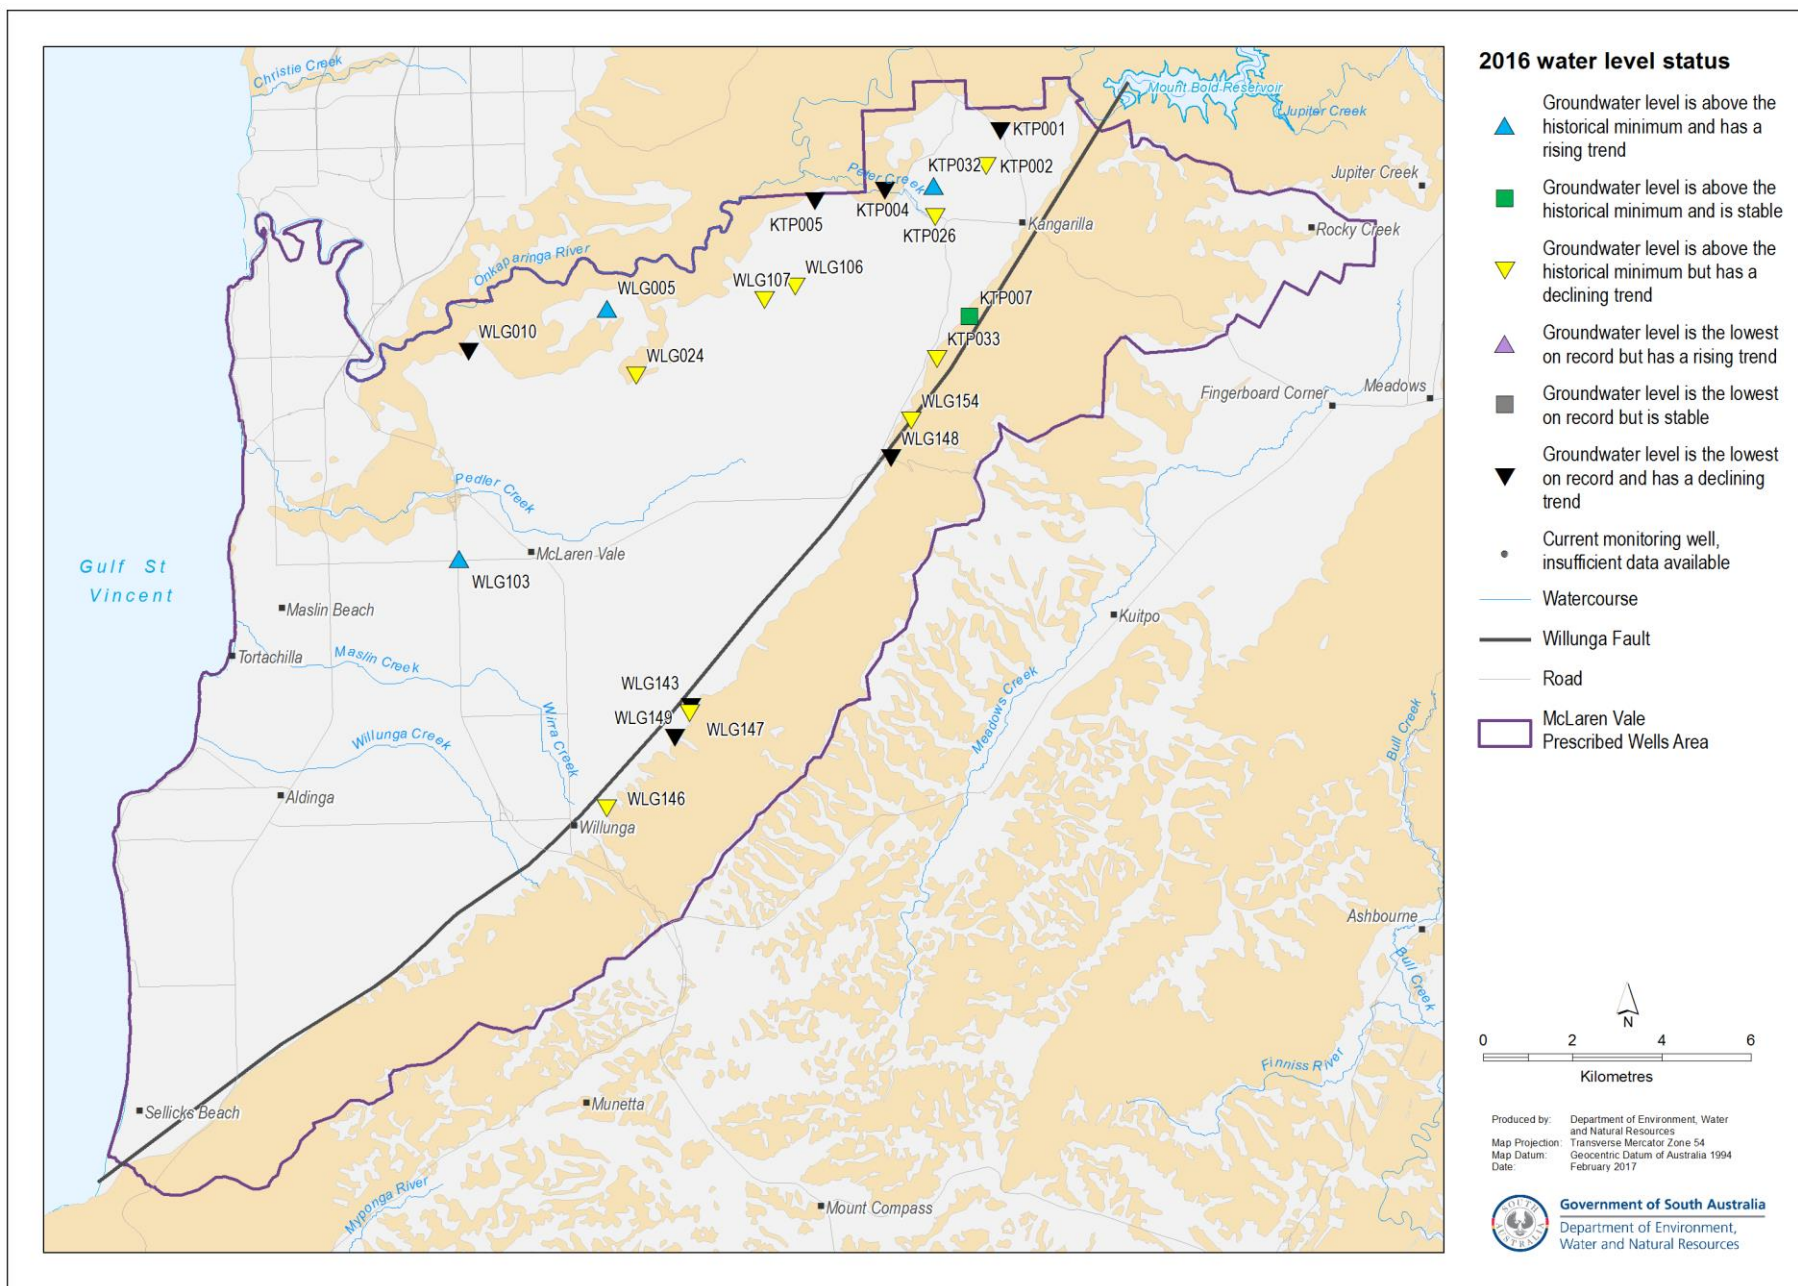 Christie Creek
Mount Bold Reservoir
Jupiter Creek
KTP001
KTP032
KTP002
Peter Creek
Jupiter Creek
KTP004
KTP005
KTP026
Kangarilla
Rocky Creek
Onkaparinga River
WLG005
WLG107
WLG106
KTP007
WLG010
KTP033
WLG024
Fingerboard Corner
Meadows
WLG154
WLG148
Pedler Creek
McLaren Vale
Gulf St
Vincent
WLG103
Maslin Beach
Kuitpo
Tortachilla
Maslin Creek
WLG143
WLG149
WLG147
Wirra Creek
Willunga Creek
Meadows Creek
Bull Creek
Aldinga
WLG146
Willunga
Ashbourne
Bull Creek
Finniss River
Sellicks Beach
Munetta
Myponga River
Mount Compass
2016 water level status
Groundwater level is above the
historical minimum and has a
rising trend
Groundwater level is above the
historical minimum and is stable
Groundwater level is above the
historical minimum but has a
declining trend
Groundwater level is the lowest
on record but has a rising trend
Groundwater level is the lowest
on record but is stable
Groundwater level is the lowest
on record and has a declining
trend
Current monitoring well,
insufficient data available
Watercourse
Willunga Fault
Road
McLaren Vale
Prescribed Wells Area
N
0 2 4 6
Kilometres
Produced by: Department of Environment, Water
and Natural Resources
Map Projection: Transverse Mercator Zone 54
Map Datum: Geocentric Datum of Australia 1994
Date: February 2017
SOUTH AUSTRALIA
Government of South Australia
Department of Environment,
Water and Natural Resources